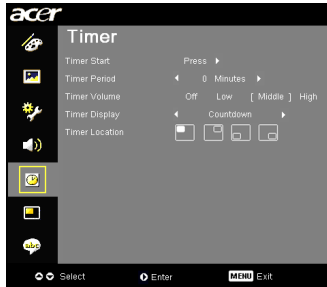 acer
Timer
Timer Start Press
Timer Period 0 Minutes
Timer Volume Off Low [ Middle ] High
Timer Display Countdown
Timer Location
abc
Select Enter MENU Exit